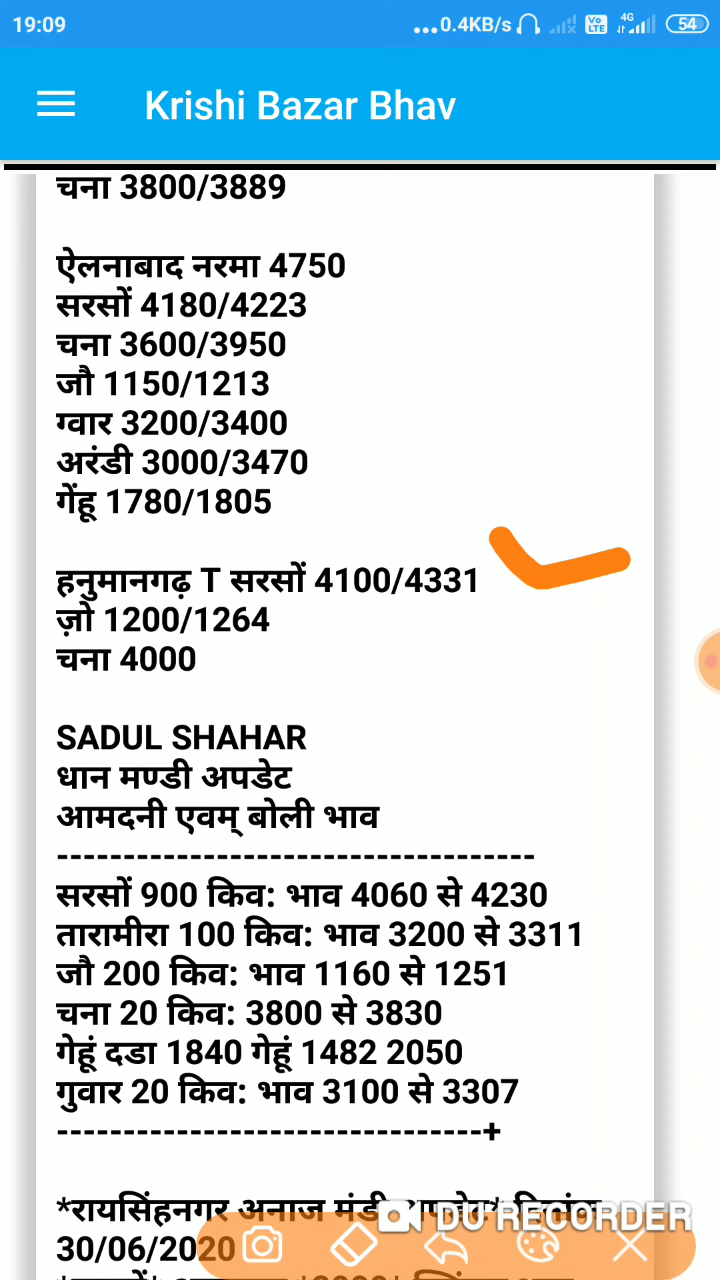 19:09
...0.4KB/s Vo LTE 4G 54
Krishi Bazar Bhav
चना 3800/3889
ऐलनाबाद नरमा 4750
सरसों 4180/4223
चना 3600/3950
जौ 1150/1213
ग्वार 3200/3400
अरंडी 3000/3470
गेंहू 1780/1805
हनुमानगढ़ T सरसों 4100/4331
ज़ो 1200/1264
चना 4000
SADUL SHAHAR
धान मण्डी अपडेट
आमदनी एवम् बोली भाव
------------------------------------
सरसों 900 किव: भाव 4060 से 4230
तारामीरा 100 किव: भाव 3200 से 3311
जौ 200 किव: भाव 1160 से 1251
चना 20 किव: 3800 से 3830
गेहूं दडा 1840 गेहूं 1482 2050
गुवार 20 किव: भाव 3100 से 3307
--------------------------------+
*रायसिंहनगर अनाज मंडी
DU RECORDER
30/06/2020